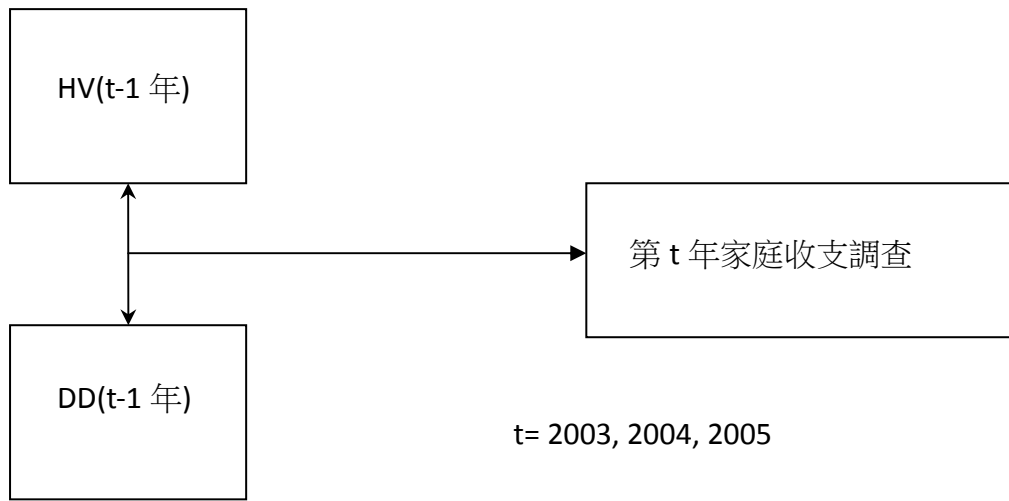 HV(t-1 年)
第 t 年家庭收支調查
DD(t-1 年)
t= 2003, 2004, 2005